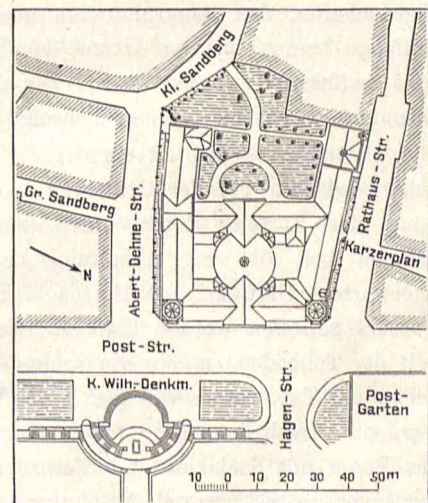 Kl. Sandberg
Rathaus-Str.
Gr. Sandberg
Abert-Dehne-Str.
Karzerplan
N
Post-Str.
K. Wilh.-Denkm.
Hagen-Str.
Post-
Garten
10 0 10 20 30 40 50m